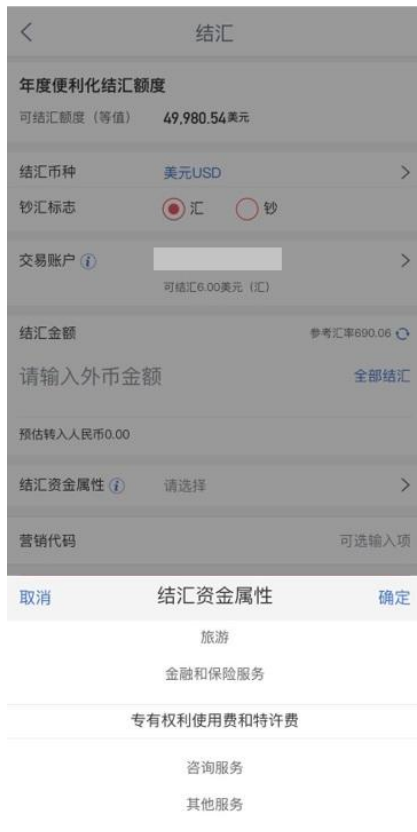 结汇
年度便利化结汇额度
可结汇额度（等值） 49,980.54美元
结汇币种 美元USD
钞汇标志 汇 钞
交易账户
可结汇6.00美元（汇）
结汇金额 参考汇率690.06
请输入外币金额 全部结汇
预估转入人民币0.00
结汇资金属性 请选择
营销代码 可选输入项
取消 结汇资金属性 确定
旅游
金融和保险服务
专有权利使用费和特许费
咨询服务
其他服务